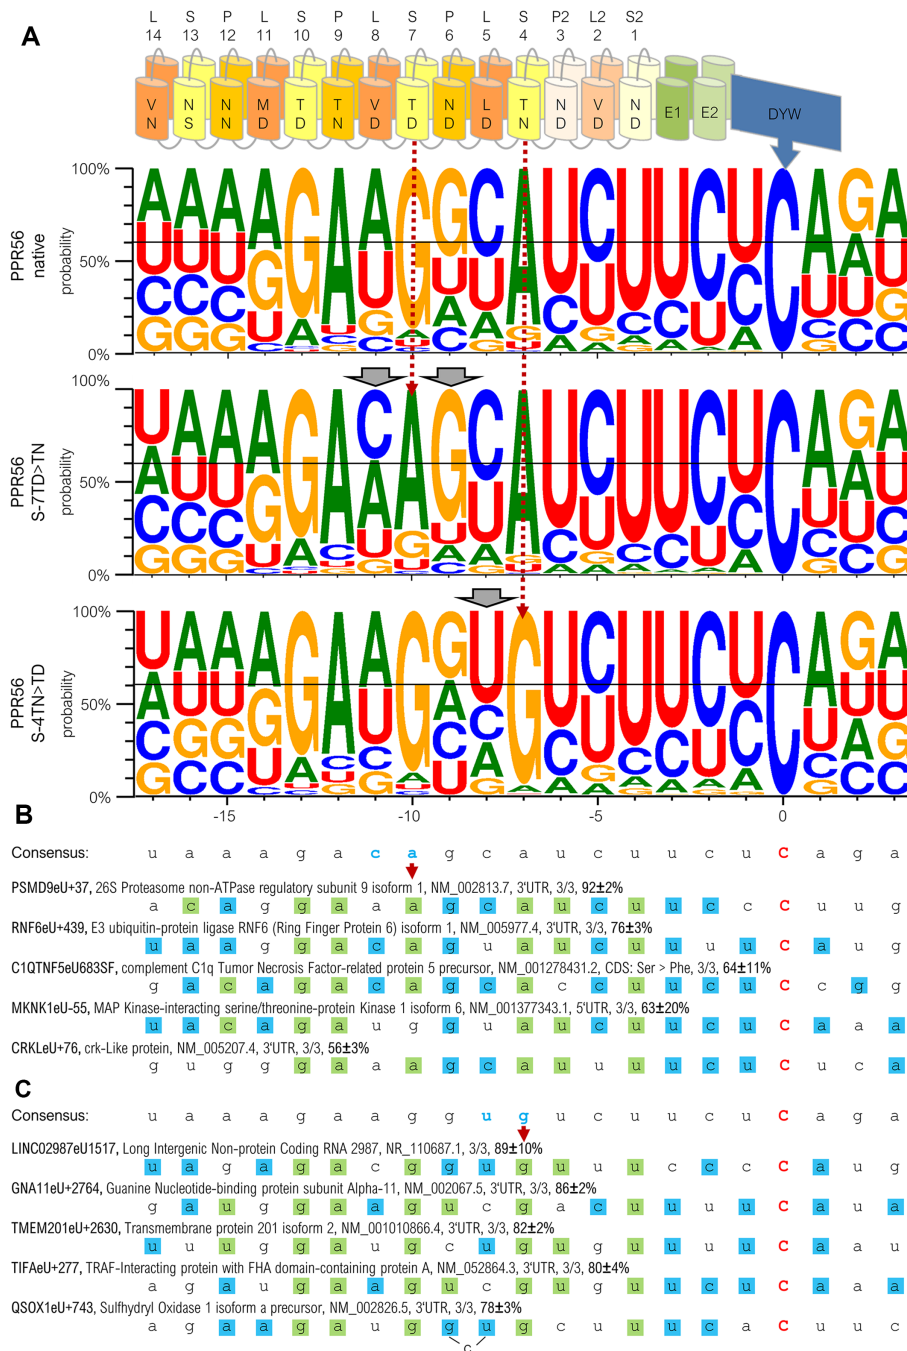 A
L S P L S P L S P L S P2 L2 S2
14 13 12 11 10 9 8 7 6 5 4 3 2 1
V N N M T T V T N L T N V N
N S N D D N D D D D N D D D
E1 E2 DYW
PPR56 native
probability
100%
50%
0%
AAAAGAAGGCAUCUUCUCAGA
PPR56 S-7TD>TN
probability
100%
50%
0%
UAAAGACAGCAUCUUCUCAGA
PPR56 S-4TN>TD
probability
100%
50%
0%
UAAAGAAGGUGUCUUCUCAGA
-15 -10 -5 0
B
Consensus: u a a a g a c a g c a u c u u c u C a g a
PSMD9eU+37, 26S Proteasome non-ATPase regulatory subunit 9 isoform 1, NM_002813.7, 3'UTR, 3/3, 92±2%
a c a g g a a a g c a u c u u c c C u u g
RNF6eU+439, E3 ubiquitin-protein ligase RNF6 (Ring Finger Protein 6) isoform 1, NM_005977.4, 3'UTR, 3/3, 76±3%
u a a g g a c a g u a u c u u u u C a u g
C1QTNF5eU683SF, complement C1q Tumor Necrosis Factor-related protein 5 precursor, NM_001278431.2, CDS: Ser > Phe, 3/3, 64±11%
g a c a g a c a g c a c c u u c u C c g g
MKNK1eU-55, MAP Kinase-interacting serine/threonine-protein Kinase 1 isoform 6, NM_001377343.1, 5'UTR, 3/3, 63±20%
u a c a g a u g g u a u c u u c u C a a a
CRKLeU+76, crk-Like protein, NM_005207.4, 3'UTR, 3/3, 56±3%
g u g g g a a a g c a u u u u c u C u c a
C
Consensus: u a a a g a a g g u g u c u u c u C a g a
LINC02987eU1517, Long Intergenic Non-protein Coding RNA 2987, NR_110687.1, 3/3, 89±10%
u a g a g a c g g u g u u u c c c C a u g
GNA11eU+2764, Guanine Nucleotide-binding protein subunit Alpha-11, NM_002067.5, 3'UTR, 3/3, 86±2%
g a u g g a a g u c g a c u u u u C a u a
TMEM201eU+2630, Transmembrane protein 201 isoform 2, NM_001010866.4, 3'UTR, 3/3, 82±2%
u u u g g a u g c u g u g u u u u C a a u
TIFAeU+277, TRAF-Interacting protein with FHA domain-containing protein A, NM_052864.3, 3'UTR, 3/3, 80±4%
a g a u g a a g u c g u g u u c u C a a a
QSOX1eU+743, Sulfhydryl Oxidase 1 isoform a precursor, NM_002826.5, 3'UTR, 3/3, 78±3%
a g a a g a u g g u g c u u u c a C u u c
c